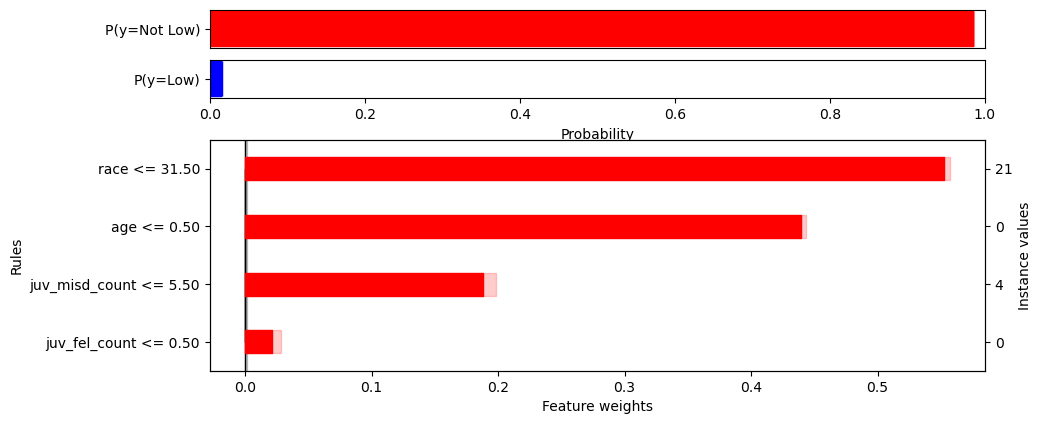 P(y=Not Low)
P(y=Low)
0.0 0.2 0.4 0.6 0.8 1.0
Probability
race <= 31.50 21
age <= 0.50 0
juv_misd_count <= 5.50 4
juv_fel_count <= 0.50 0
Rules
Instance values
0.0 0.1 0.2 0.3 0.4 0.5
Feature weights